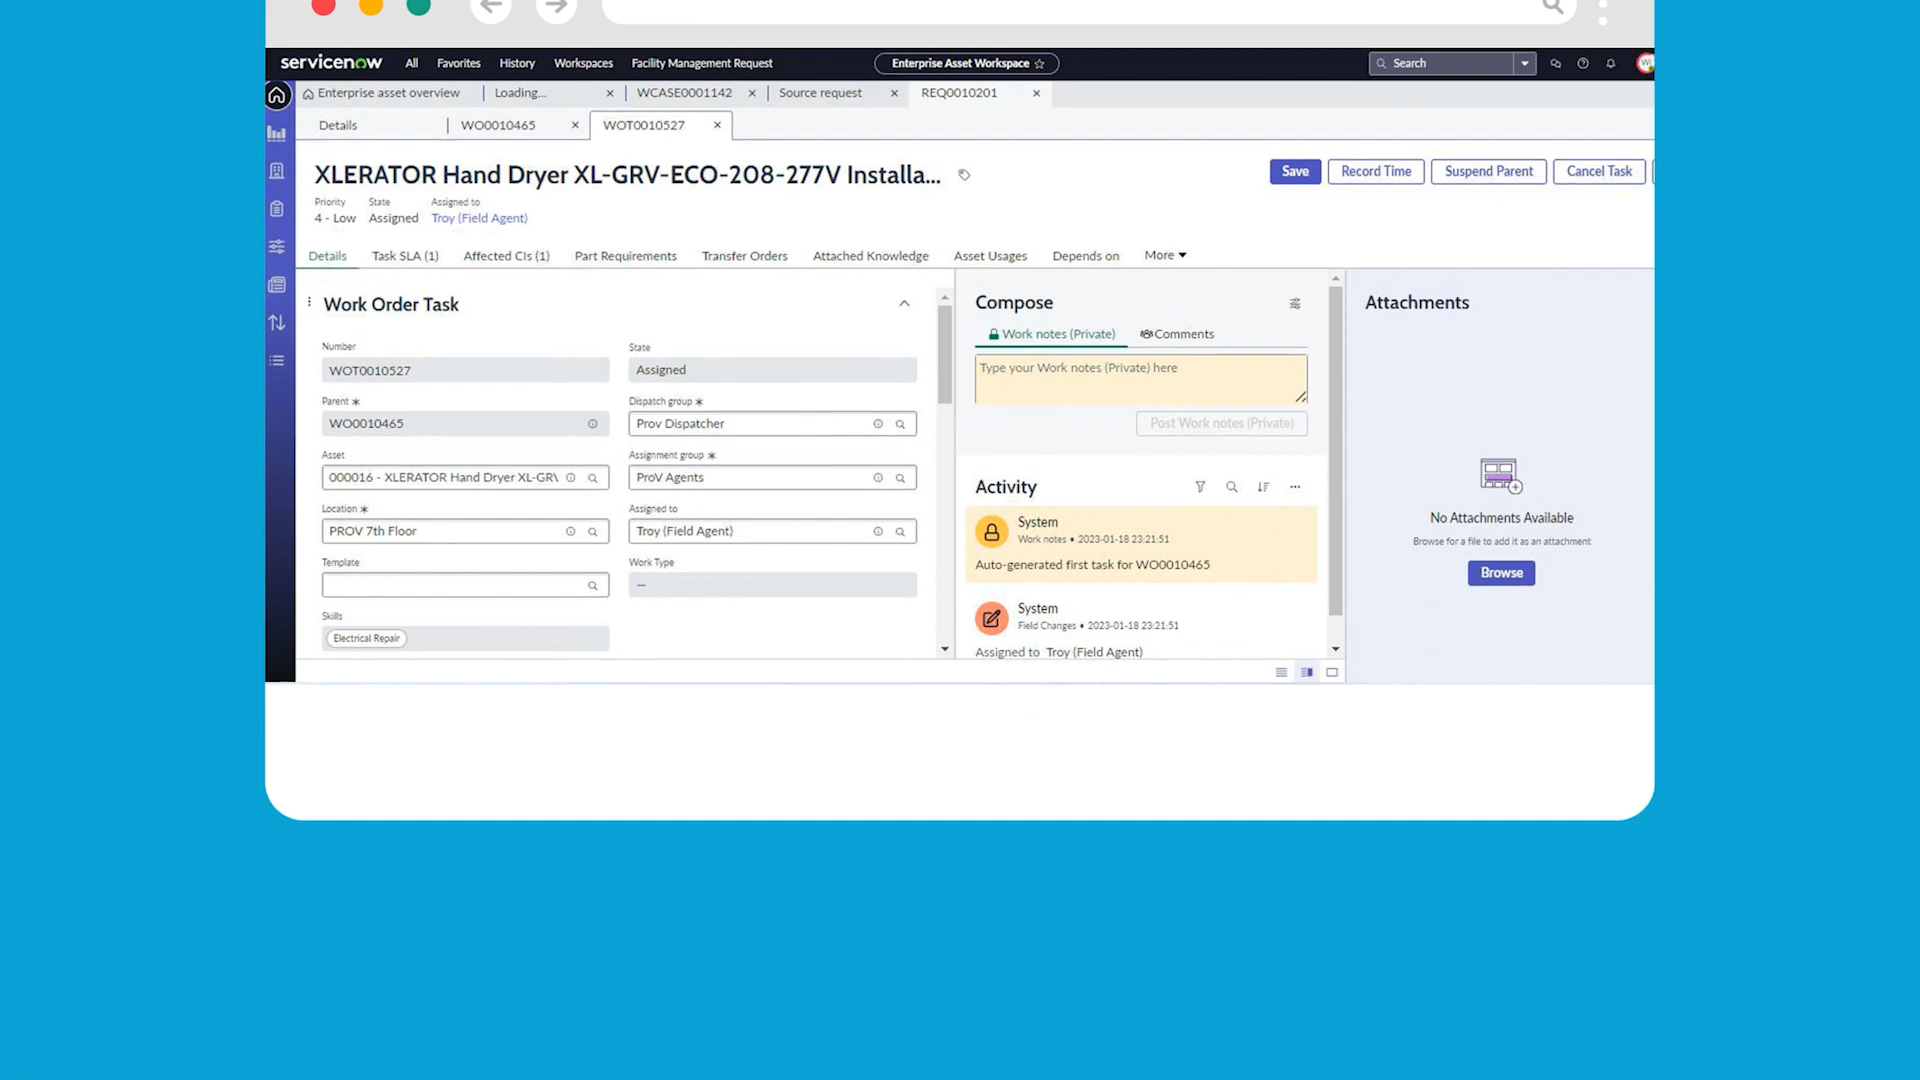 servicenow All Favorites History Workspaces Facility Management Request Enterprise Asset Workspace Search
Enterprise asset overview Loading... WCASE0001142 Source request REQ0010201
Details WO0010465 WOT0010527
XLERATOR Hand Dryer XL-GRV-ECO-208-277V Installa...
Save Record Time Suspend Parent Cancel Task
Priority State Assigned to
4 - Low Assigned Troy (Field Agent)
Details Task SLA (1) Affected CIs (1) Part Requirements Transfer Orders Attached Knowledge Asset Usages Depends on More
Work Order Task
Number
WOT0010527
State
Assigned
Parent *
WO0010465
Dispatch group *
Prov Dispatcher
Asset
000016 - XLERATOR Hand Dryer XL-GRV
Assignment group *
ProV Agents
Location *
PROV 7th Floor
Assigned to
Troy (Field Agent)
Template
Work Type
—
Skills
Electrical Repair
Compose
Work notes (Private) Comments
Type your Work notes (Private) here
Post Work notes (Private)
Activity
System
Work notes • 2023-01-18 23:21:51
Auto-generated first task for WO0010465
System
Field Changes • 2023-01-18 23:21:51
Assigned to Troy (Field Agent)
Attachments
No Attachments Available
Browse for a file to add it as an attachment
Browse